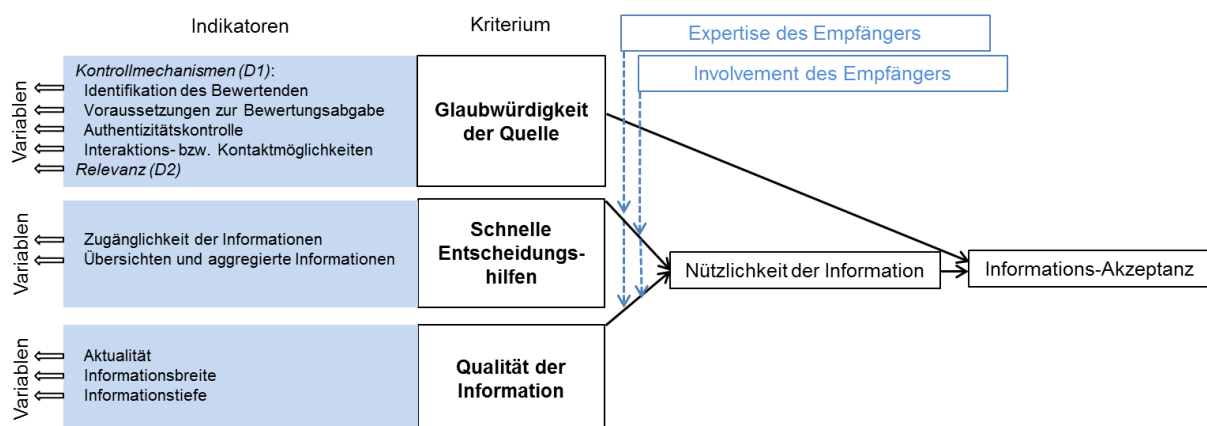 Indikatoren
Kriterium
Expertise des Empfängers
Involvement des Empfängers
Variablen
Kontrollmechanismen (D1):
Identifikation des Bewertenden
Voraussetzungen zur Bewertungsabgabe
Authentizitätskontrolle
Interaktions- bzw. Kontaktmöglichkeiten
Relevanz (D2)
Glaubwürdigkeit
der Quelle
Variablen
Zugänglichkeit der Informationen
Übersichten und aggregierte Informationen
Schnelle
Entscheidungs-
hilfen
Nützlichkeit der Information
Informations-Akzeptanz
Variablen
Aktualität
Informationsbreite
Informationstiefe
Qualität der
Information